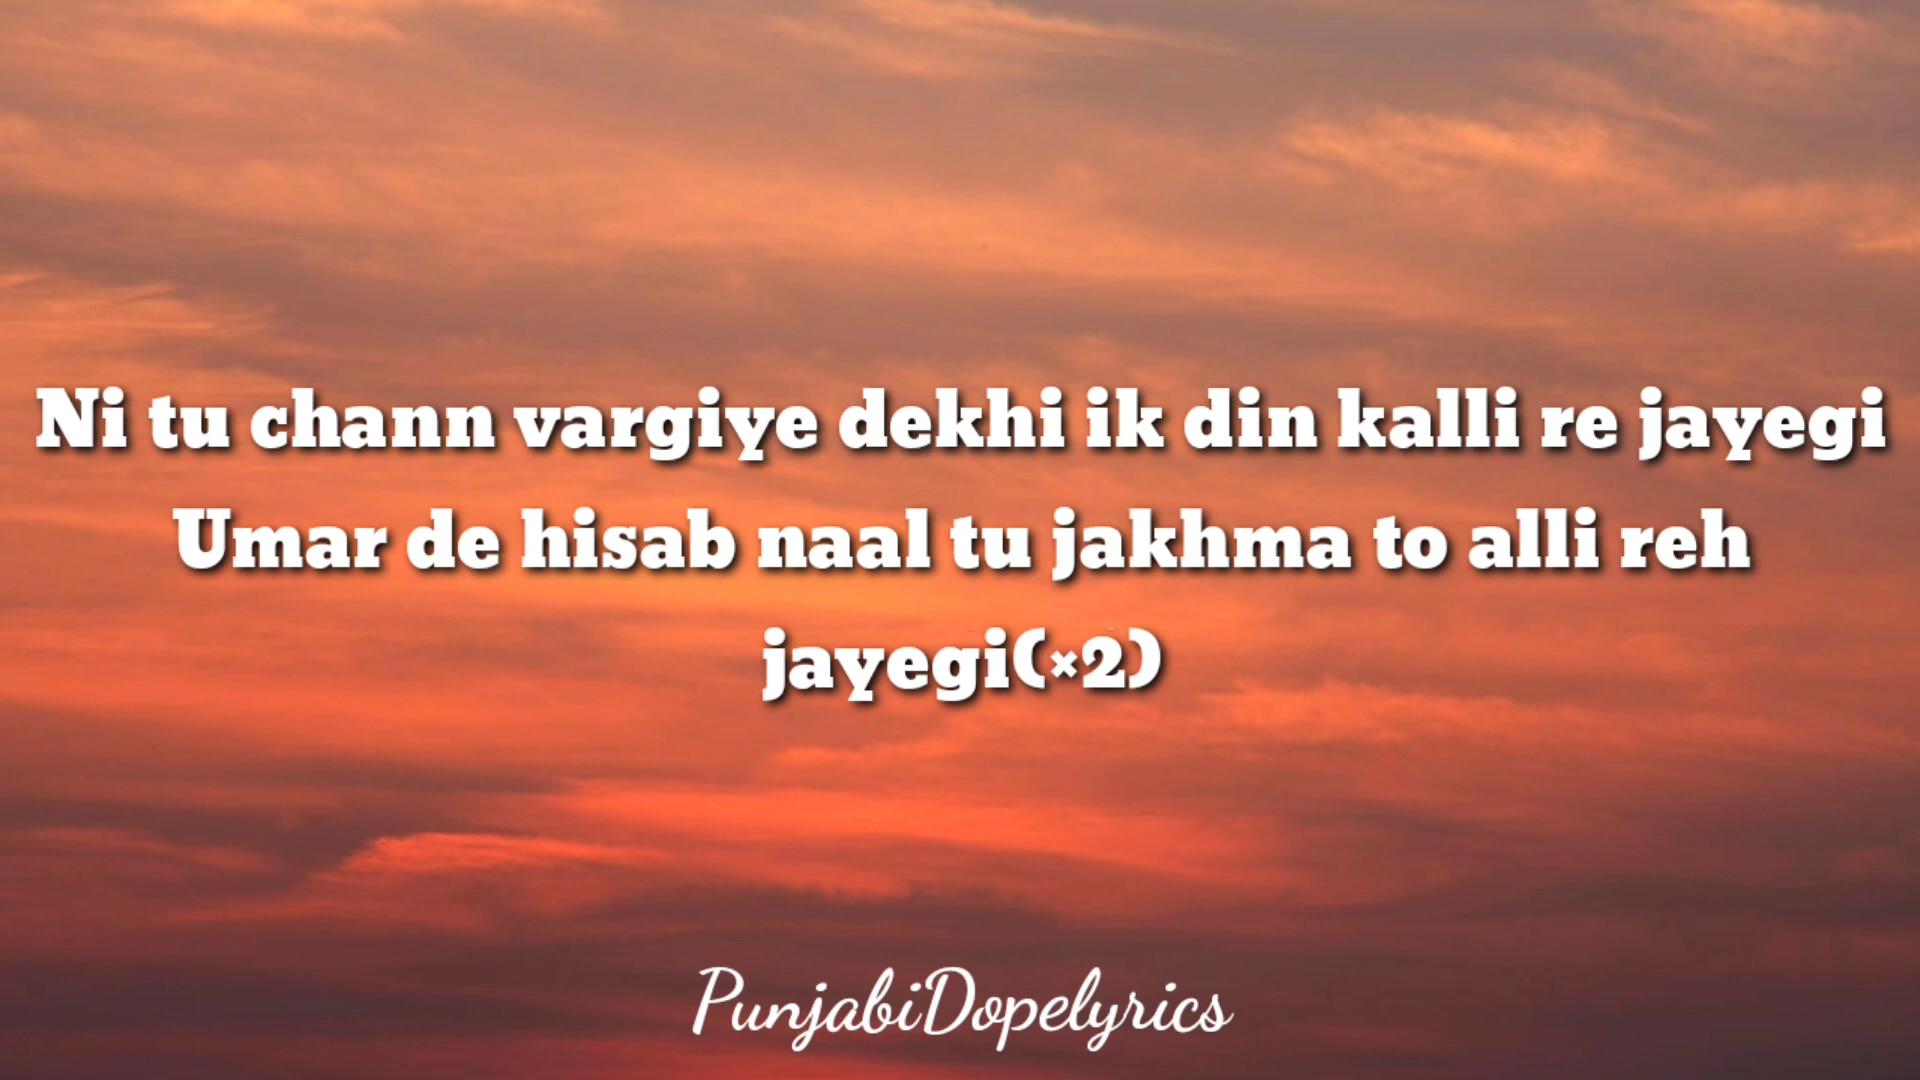 Ni tu chann vargiye dekhi ik din kalli re jayegi
Umar de hisab naal tu jakhma to alli reh
jayegi(×2)
PunjabiDopelyrics